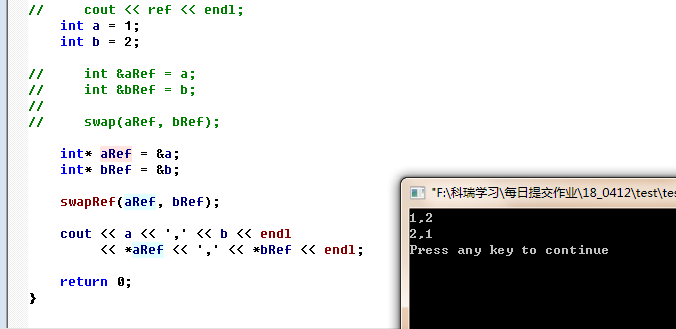 //     cout << ref << endl;
    int a = 1;
    int b = 2;
//     int &aRef = a;
//     int &bRef = b;
//
//     swap(aRef, bRef);
    int* aRef = &a;
    int* bRef = &b;
    swapRef(aRef, bRef);
    cout << a << ',' << b << endl
        << *aRef << ',' << *bRef << endl;
    return 0;
}
"F:\科瑞学习\每日提交作业\18_0412\test\tes
1,2
2,1
Press any key to continue